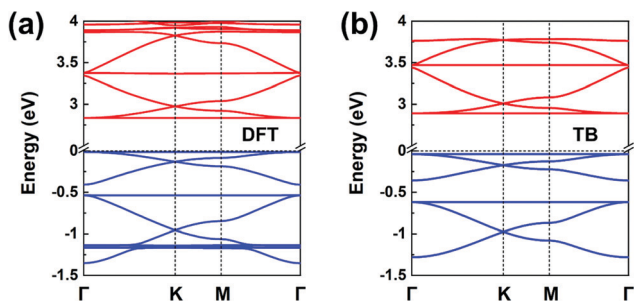 (a)
(b)
4
3.5
3
0
-0.5
-1
-1.5
Energy (eV)
DFT
Γ K M Γ
4
3.5
3
0
-0.5
-1
-1.5
Energy (eV)
TB
Γ K M Γ